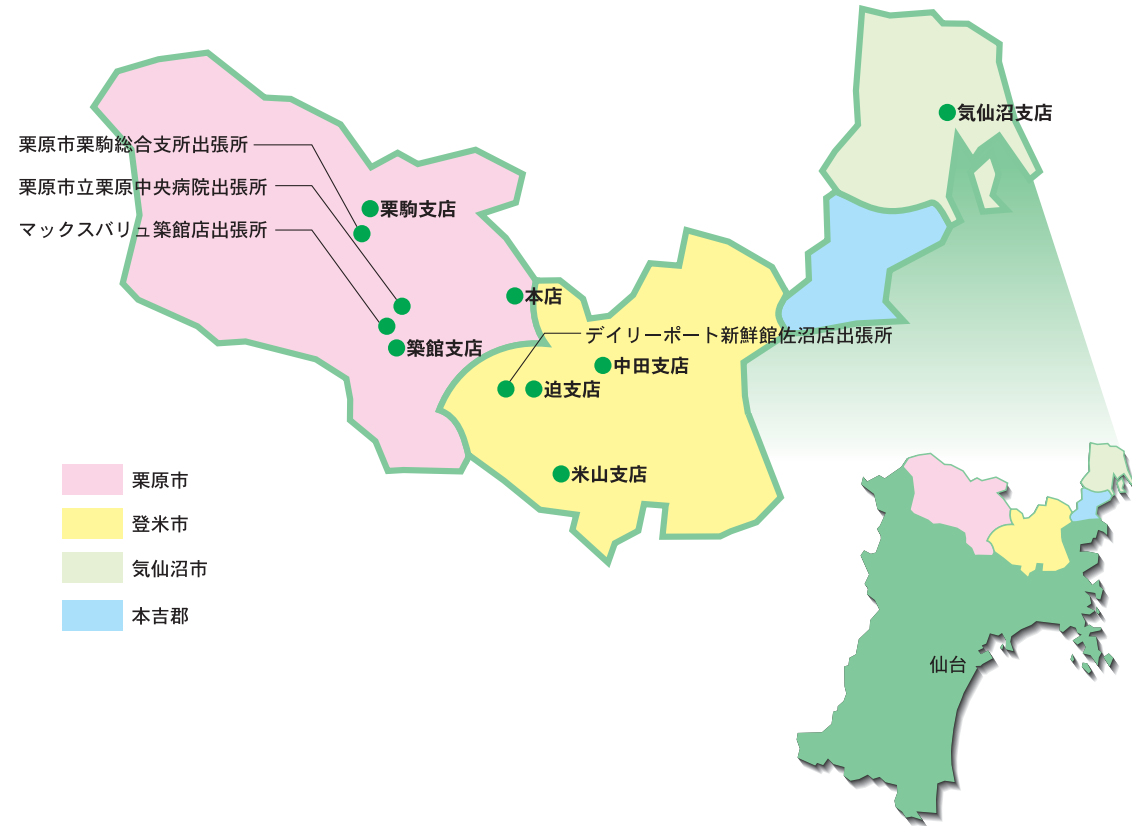 気仙沼支店
栗原市栗駒総合支所出張所
栗原市立栗原中央病院出張所
マックスバリュ築館店出張所
栗駒支店
本店
デイリーポート新鮮館佐沼店出張所
築館支店
中田支店
迫支店
米山支店
栗原市
登米市
気仙沼市
本吉郡
仙台